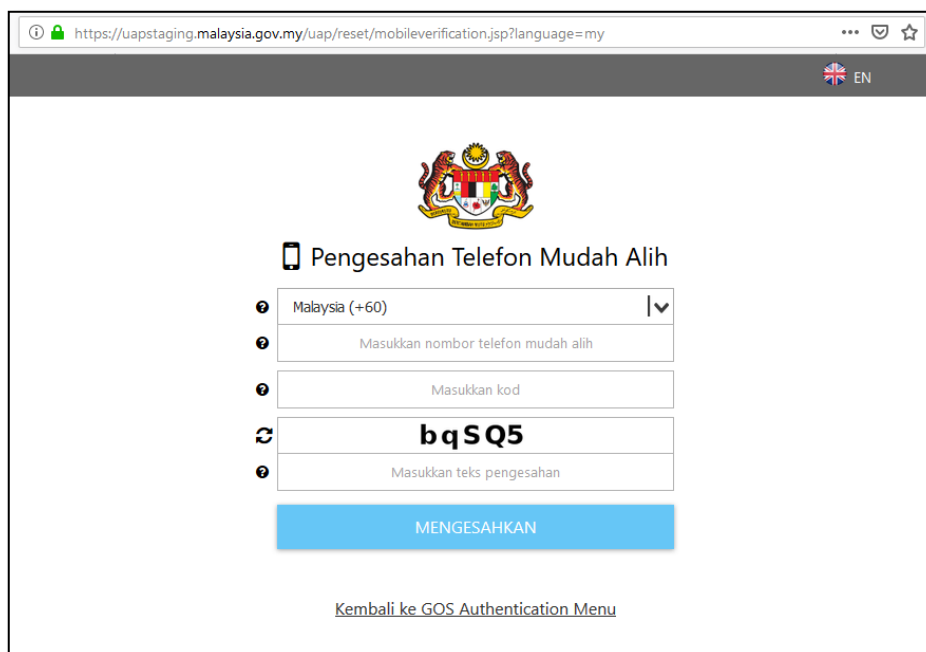 https://uapstaging.malaysia.gov.my/uap/reset/mobileverification.jsp?language=my
EN
Pengesahan Telefon Mudah Alih
Malaysia (+60)
Masukkan nombor telefon mudah alih
Masukkan kod
bqSQ5
Masukkan teks pengesahan
MENGESAHKAN
Kembali ke GOS Authentication Menu